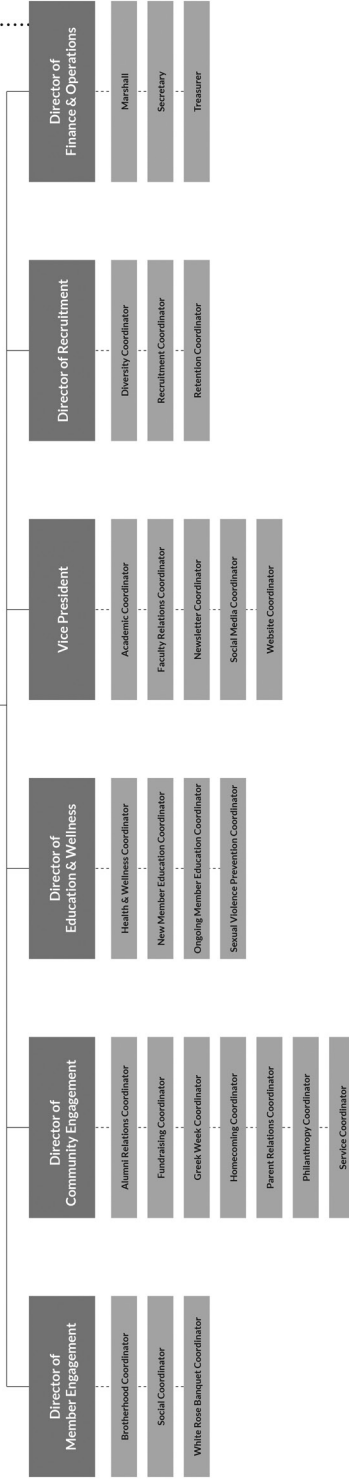 Director of
Member Engagement
Brotherhood Coordinator
Social Coordinator
White Rose Banquet Coordinator
Director of
Community Engagement
Alumni Relations Coordinator
Fundraising Coordinator
Greek Week Coordinator
Homecoming Coordinator
Parent Relations Coordinator
Philanthropy Coordinator
Service Coordinator
Director of
Education & Wellness
Health & Wellness Coordinator
New Member Education Coordinator
Ongoing Member Education Coordinator
Sexual Violence Prevention Coordinator
Vice President
Academic Coordinator
Faculty Relations Coordinator
Newsletter Coordinator
Social Media Coordinator
Website Coordinator
Director of Recruitment
Diversity Coordinator
Recruitment Coordinator
Retention Coordinator
Director of
Finance & Operations
Marshall
Secretary
Treasurer